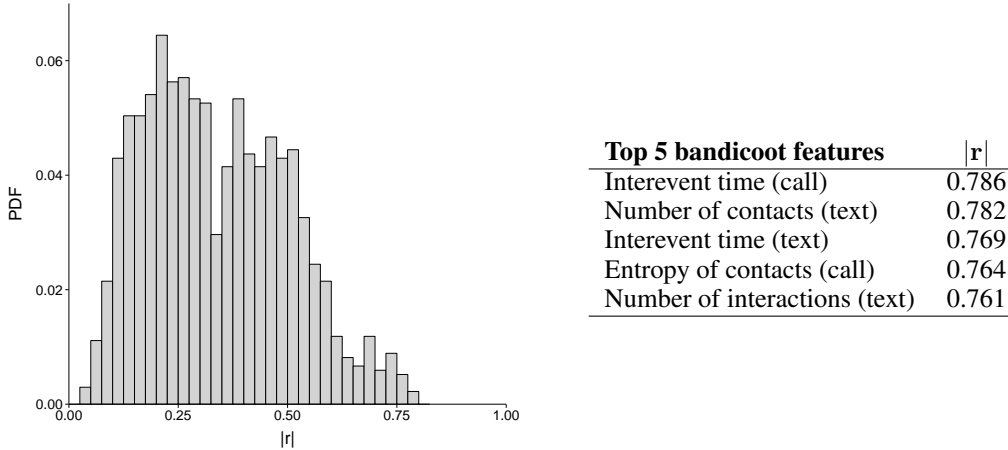 0.06
0.04
0.02
0.00
PDF
0.00 0.25 0.50 0.75 1.00
|r|
Top 5 bandicoot features |r|
Interevent time (call) 0.786
Number of contacts (text) 0.782
Interevent time (text) 0.769
Entropy of contacts (call) 0.764
Number of interactions (text) 0.761